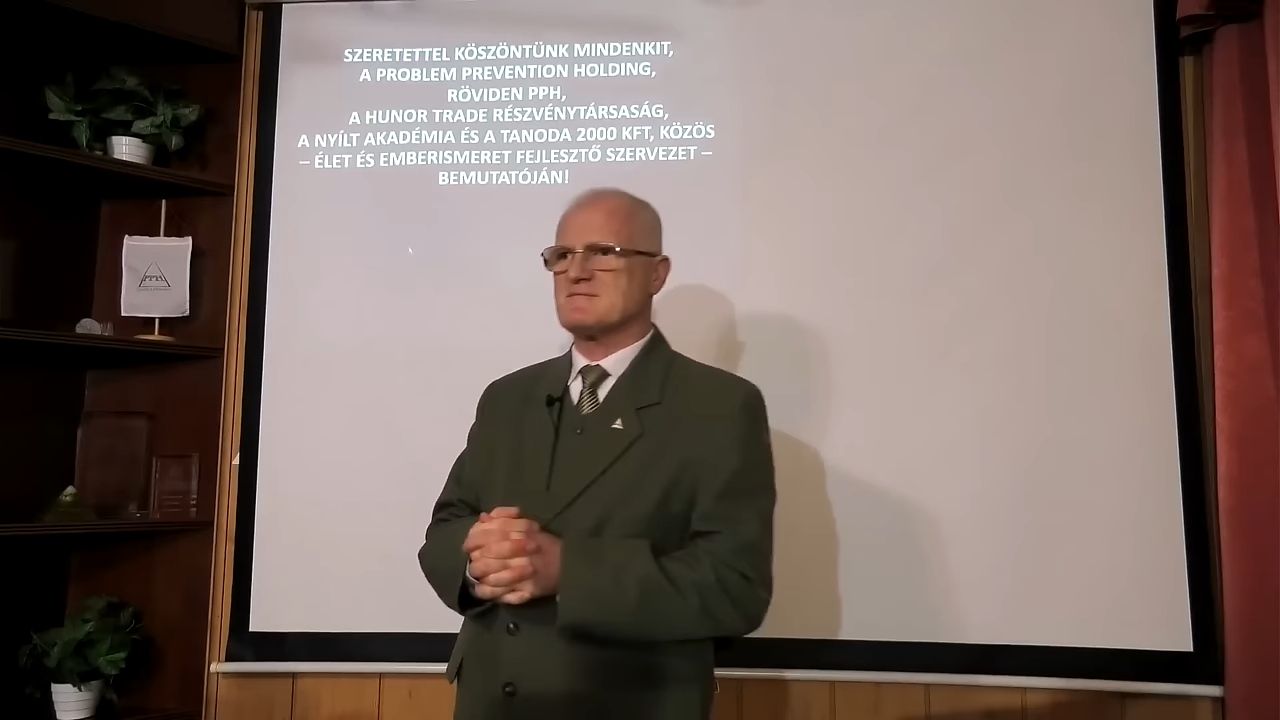 SZERETETTEL KÖSZÖNTÜNK MINDENKIT,
A PROBLEM PREVENTION HOLDING,
RÖVIDEN PPH,
A HUNOR TRADE RÉSZVÉNYTÁRSASÁG,
A NYÍLT AKADÉMIA ÉS A TANODA 2000 KFT, KÖZÖS
– ÉLET ÉS EMBERISMERET FEJLESZTŐ SZERVEZET –
BEMUTATÓJÁN!